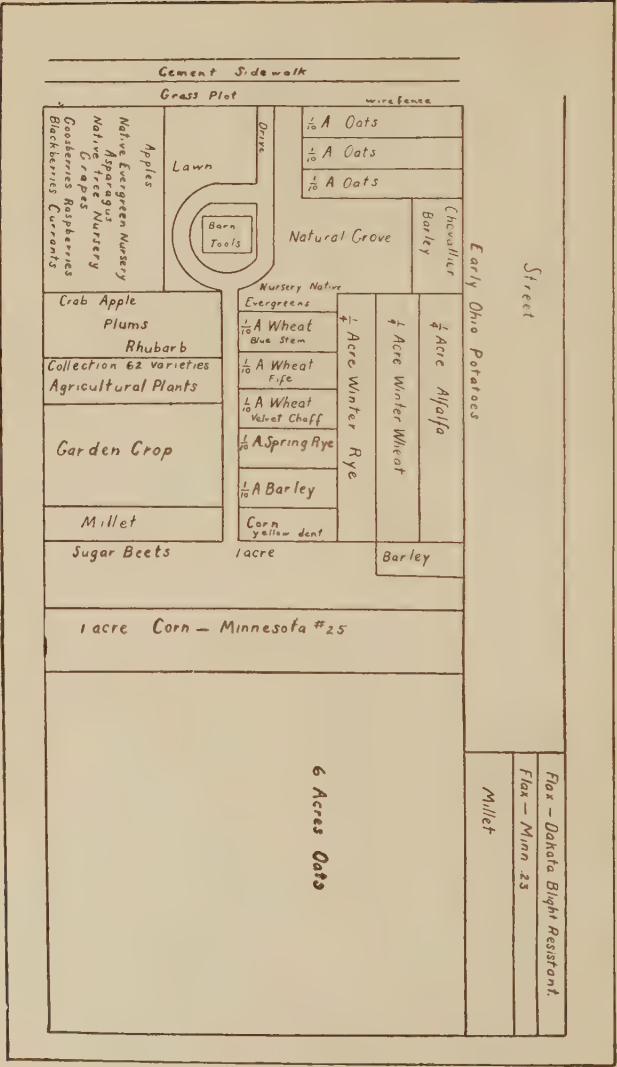 Cement Sidewalk
Grass Plot
wire fence
Apples
Native Evergreen Nursery
Asparagus
Native tree Nursery
Grapes
Goosberries Raspberries
Blackberries Currants
Lawn
Drive
Barn
Tools
1/10 A Oats
1/10 A Oats
1/10 A Oats
Natural Grove
Chevallier
Barley
Early Ohio Potatoes
Street
Nursery Native
Evergreens
Crab Apple
Plums
Rhubarb
Collection 62 varieties
Agricultural Plants
Garden Crop
Millet
1/10 A Wheat
Blue Stem
1/10 A Wheat
Fife
1/10 A Wheat
Velvet Chaff
1/10 A. Spring Rye
1/10 A Barley
Corn
yellow dent
1/4 Acre Winter Rye
1/4 Acre Winter Wheat
1/4 Acre Alfalfa
Sugar Beets 1 acre
Barley
1 acre Corn — Minnesota #25
6 Acres Oats
Millet
Flax — Minn .25
Flax — Dakota Blight Resistant.